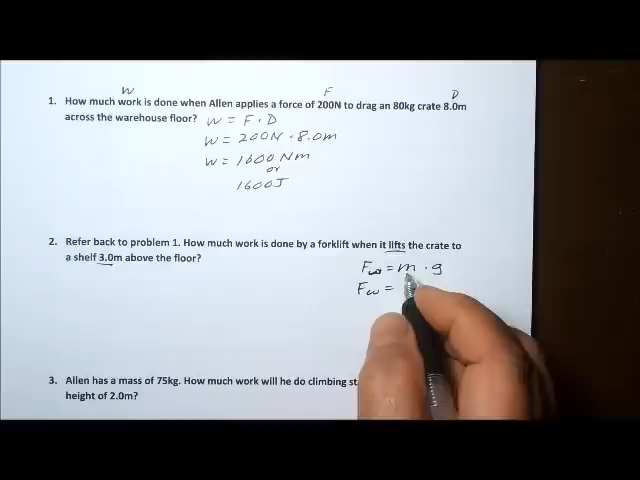 W F D
1. How much work is done when Allen applies a force of 200N to drag an 80kg crate 8.0m
across the warehouse floor? W = F · D
W = 200N · 8.0m
W = 1600 Nm
or
1600J
2. Refer back to problem 1. How much work is done by a forklift when it lifts the crate to
a shelf 3.0m above the floor?
Fw = m · g
Fw =
3. Allen has a mass of 75kg. How much work will he do climbing
height of 2.0m?